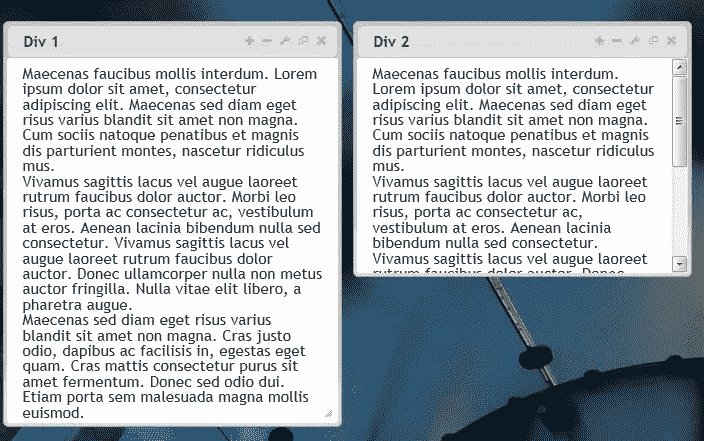 Div 1
Maecenas faucibus mollis interdum. Lorem
ipsum dolor sit amet, consectetur
adipiscing elit. Maecenas sed diam eget
risus varius blandit sit amet non magna.
Cum sociis natoque penatibus et magnis
dis parturient montes, nascetur ridiculus
mus.
Vivamus sagittis lacus vel augue laoreet
rutrum faucibus dolor auctor. Morbi leo
risus, porta ac consectetur ac, vestibulum
at eros. Aenean lacinia bibendum nulla sed
consectetur. Vivamus sagittis lacus vel
augue laoreet rutrum faucibus dolor
auctor. Donec ullamcorper nulla non metus
auctor fringilla. Nulla vitae elit libero, a
pharetra augue.
Maecenas sed diam eget risus varius
blandit sit amet non magna. Cras justo
odio, dapibus ac facilisis in, egestas eget
quam. Cras mattis consectetur purus sit
amet fermentum. Donec sed odio dui.
Etiam porta sem malesuada magna mollis
euismod.
Div 2
Maecenas faucibus mollis interdum.
Lorem ipsum dolor sit amet, consectetur
adipiscing elit. Maecenas sed diam eget
risus varius blandit sit amet non magna.
Cum sociis natoque penatibus et magnis
dis parturient montes, nascetur ridiculus
mus.
Vivamus sagittis lacus vel augue laoreet
rutrum faucibus dolor auctor. Morbi leo
risus, porta ac consectetur ac,
vestibulum at eros. Aenean lacinia
bibendum nulla sed consectetur.
Vivamus sagittis lacus vel augue laoreet
rutrum faucibus dolor auctor. Donec